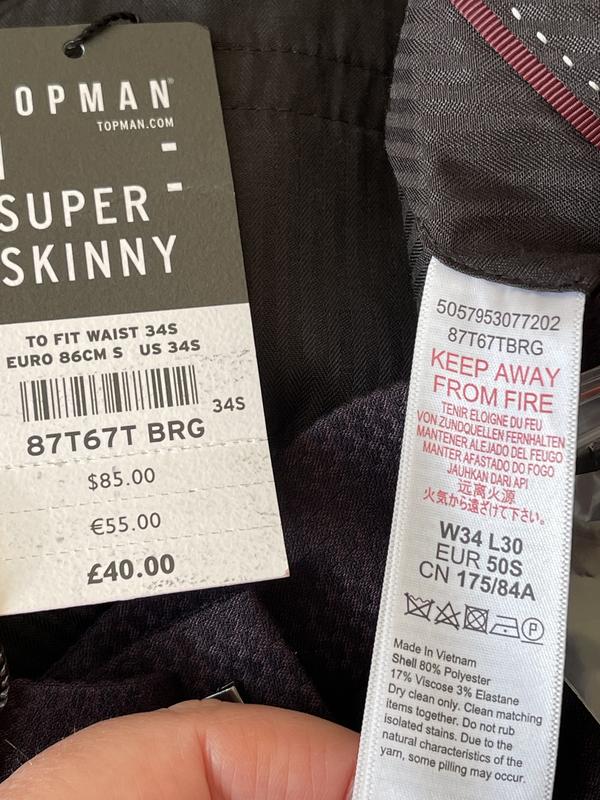 OPMAN
TOPMAN.COM
SUPER
SKINNY
TO FIT WAIST 34S
EURO 86CM S US 34S
34S
87T67T BRG
$85.00
€55.00
£40.00
5057953077202
87T67TBRG
KEEP AWAY
FROM FIRE
TENIR ELOIGNE DU FEU
VON ZUNDQUELLEN FERNHALTEN
MANTENER ALEJADO DEL FEUGO
MANTER AFASTADO DO FOGO
JAUHKAN DARI API
远离火源
火気から遠ざけて下さい。
W34 L30
EUR 50S
CN 175/84A
P
Made In Vietnam
Shell 80% Polyester
17% Viscose 3% Elastane
Dry clean only. Clean matching
items together. Do not rub
isolated stains. Due to the
natural characteristics of the
yarn, some pilling may occur.